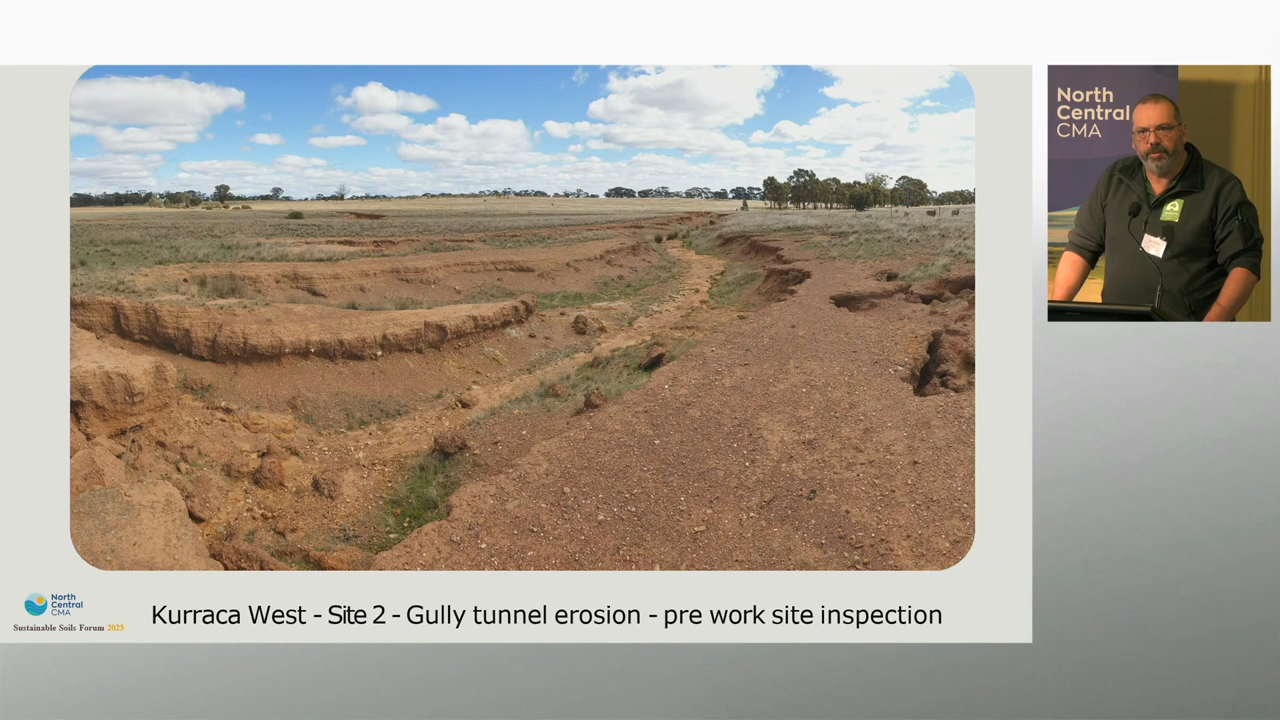 North
Central
CMA
North
Central
CMA
Sustainable Soils Forum 2023
Kurraca West - Site 2 - Gully tunnel erosion - pre work site inspection